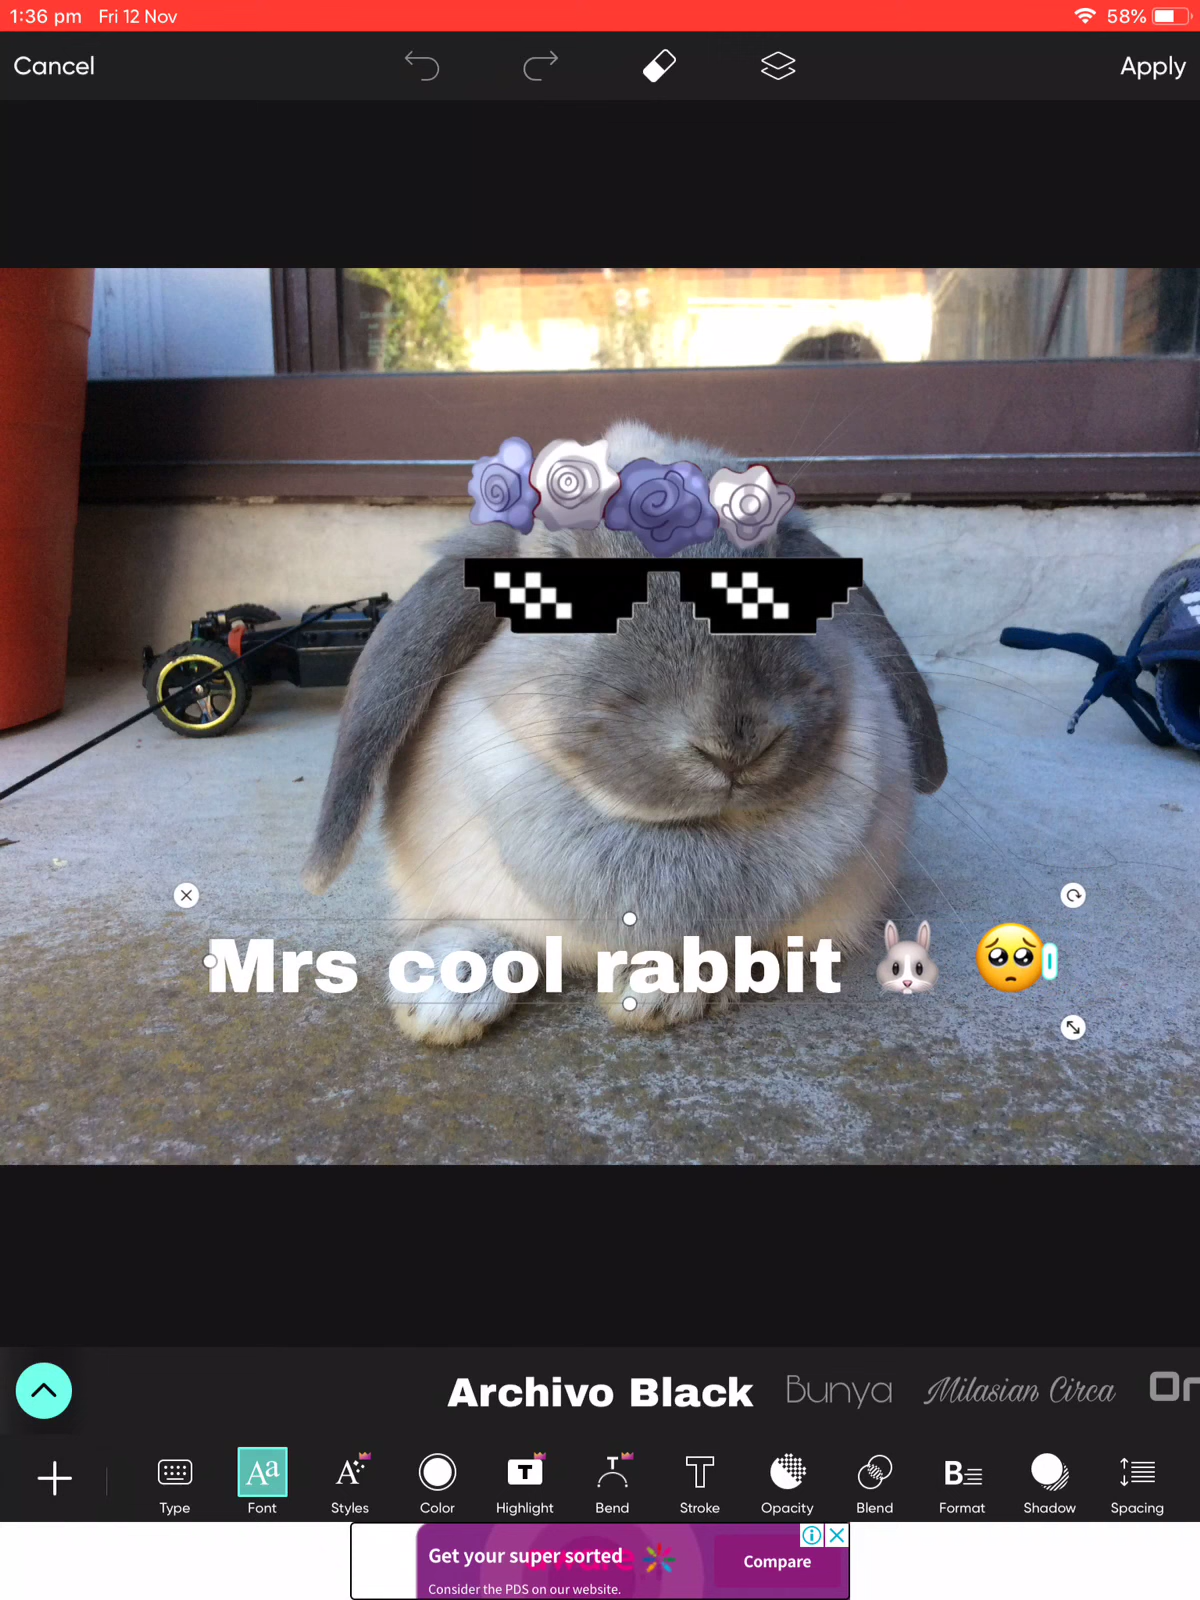 1:36 pm Fri 12 Nov 58%
Cancel Apply
Mrs cool rabbit 🐰 🥺
Archivo Black Bunya Milasian Circa
Type Font Styles Color Highlight Bend Stroke Opacity Blend Format Shadow Spacing
Get your super sorted
Compare
Consider the PDS on our website.